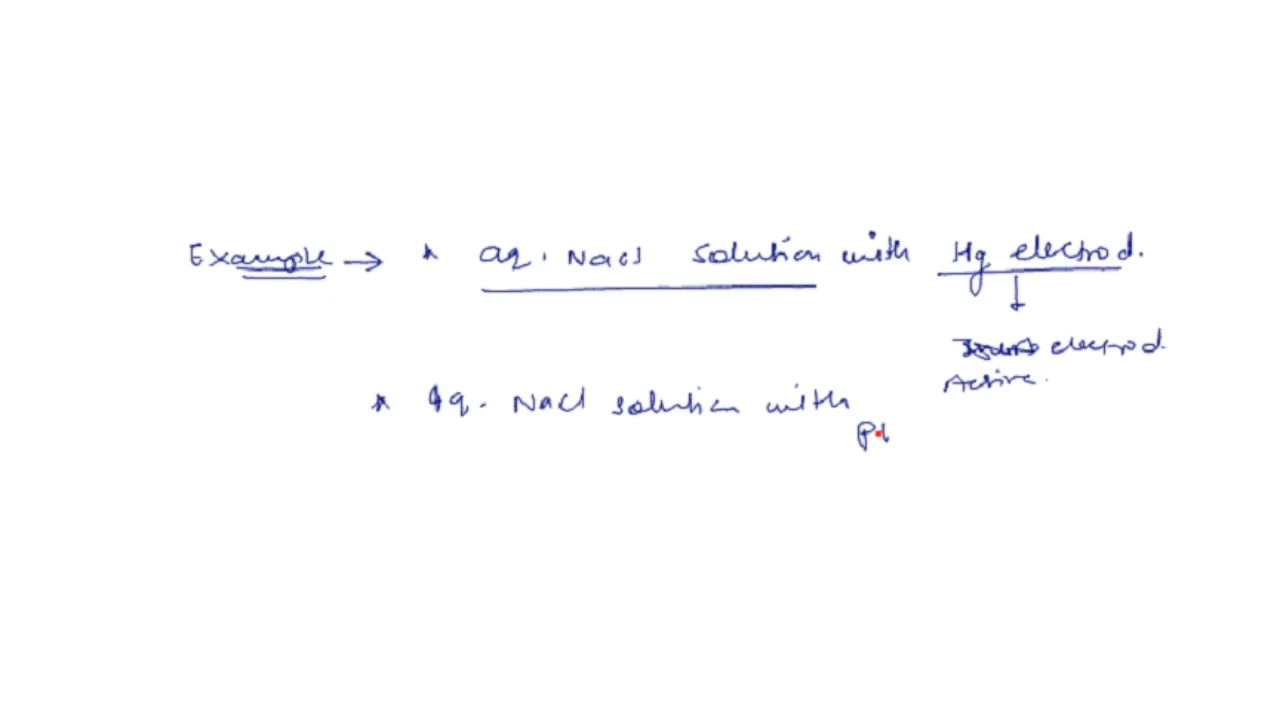 Example → * aq. NaCl solution with Hg electrod.
↓
electrod
Active.
* Aq. NaCl solution with
Pt